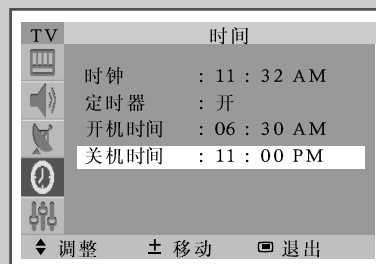 TV 时间
时钟 : 11 : 32 AM
定时器 : 开
开机时间 : 06 : 30 AM
关机时间 : 11 : 00 PM
调整 ± 移动 退出